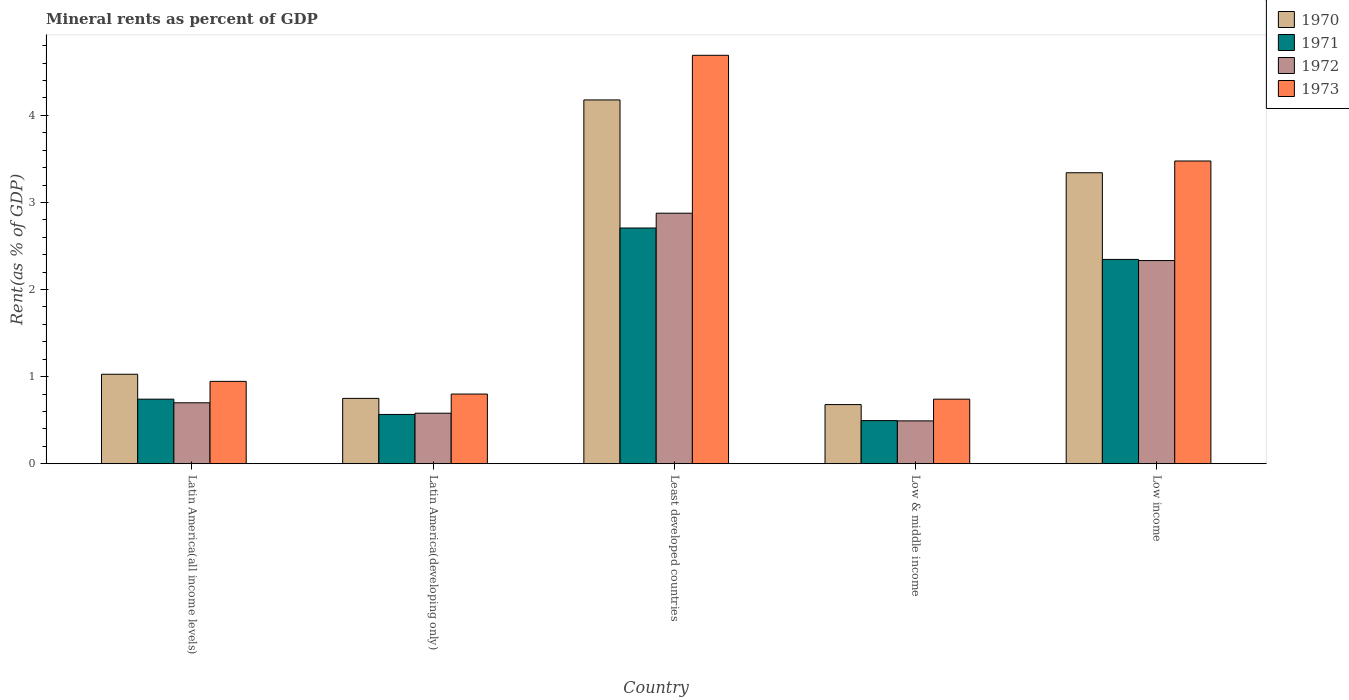 Mineral rents as percent of GDP
1970
1971
1972
1973
Rent(as % of GDP)
4
3
2
1
0
Latin America(all income levels)
Latin America(developing only)
Least developed countries
Low & middle income
Low income
Country